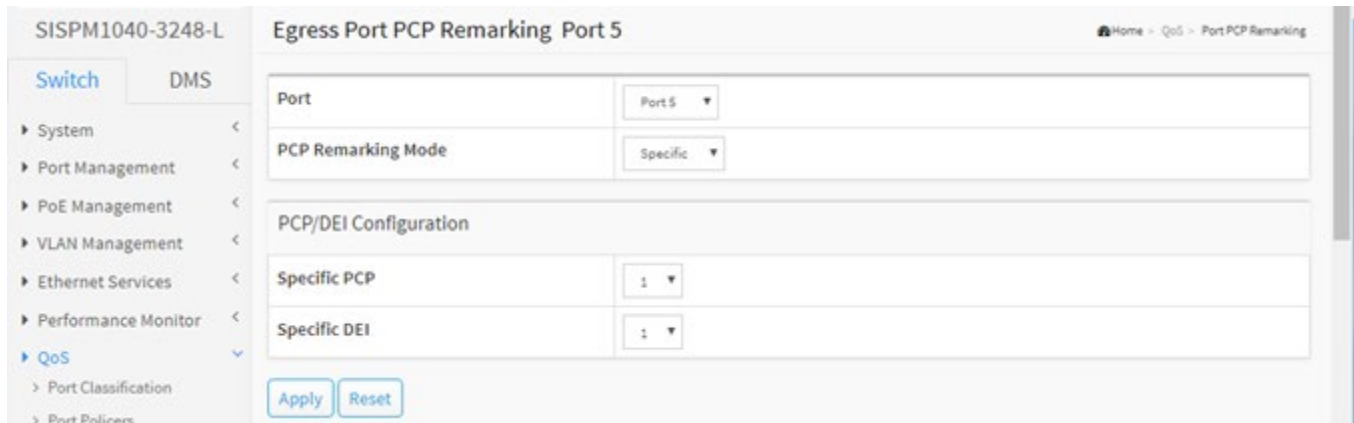 SISPM1040-3248-L
Switch
DMS
System
Port Management
PoE Management
VLAN Management
Ethernet Services
Performance Monitor
QoS
Port Classification
Port Policers
Egress Port PCP Remarking Port 5
Home > QoS > Port PCP Remarking
Port
Port 5
PCP Remarking Mode
Specific
PCP/DEI Configuration
Specific PCP
1
Specific DEI
1
Apply
Reset